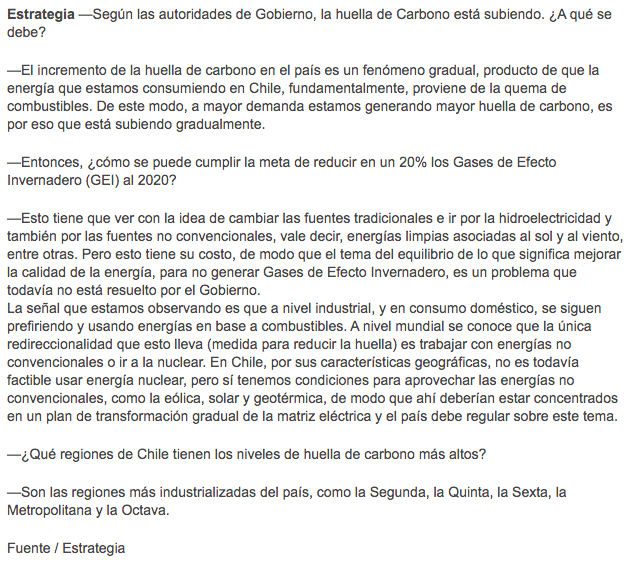 Estrategia —Según las autoridades de Gobierno, la huella de Carbono está subiendo. ¿A qué se
debe?
—El incremento de la huella de carbono en el país es un fenómeno gradual, producto de que la
energía que estamos consumiendo en Chile, fundamentalmente, proviene de la quema de
combustibles. De este modo, a mayor demanda estamos generando mayor huella de carbono, es
por eso que está subiendo gradualmente.
—Entonces, ¿cómo se puede cumplir la meta de reducir en un 20% los Gases de Efecto
Invernadero (GEI) al 2020?
—Esto tiene que ver con la idea de cambiar las fuentes tradicionales e ir por la hidroelectricidad y
también por las fuentes no convencionales, vale decir, energías limpias asociadas al sol y al viento,
entre otras. Pero esto tiene su costo, de modo que el tema del equilibrio de lo que significa mejorar
la calidad de la energía, para no generar Gases de Efecto Invernadero, es un problema que
todavía no está resuelto por el Gobierno.
La señal que estamos observando es que a nivel industrial, y en consumo doméstico, se siguen
prefiriendo y usando energías en base a combustibles. A nivel mundial se conoce que la única
redireccionalidad que esto lleva (medida para reducir la huella) es trabajar con energías no
convencionales o ir a la nuclear. En Chile, por sus características geográficas, no es todavía
factible usar energía nuclear, pero sí tenemos condiciones para aprovechar las energías no
convencionales, como la eólica, solar y geotérmica, de modo que ahí deberían estar concentrados
en un plan de transformación gradual de la matriz eléctrica y el país debe regular sobre este tema.
—¿Qué regiones de Chile tienen los niveles de huella de carbono más altos?
—Son las regiones más industrializadas del país, como la Segunda, la Quinta, la Sexta, la
Metropolitana y la Octava.
Fuente / Estrategia